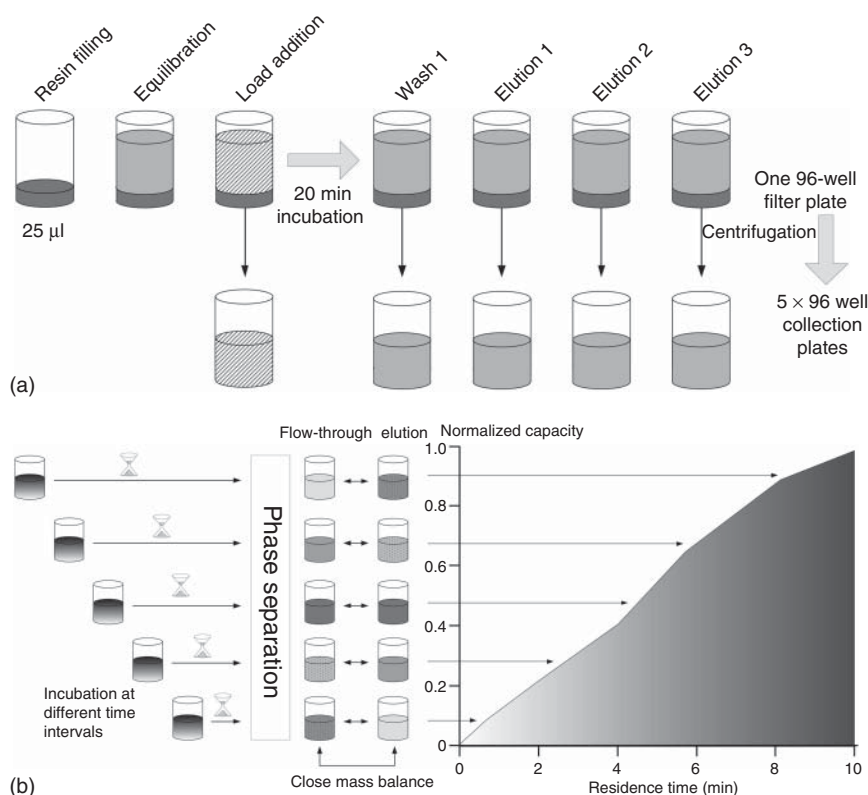 Resin filling
Equilibration
Load addition
Wash 1
Elution 1
Elution 2
Elution 3
25 µl
20 min
incubation
One 96-well
filter plate
Centrifugation
5 × 96 well
collection
plates
(a)
Flow-through elution
Normalized capacity
1.0
0.8
0.6
0.4
0.2
0
Phase separation
Incubation at
different time
intervals
Close mass balance
0 2 4 6 8 10
Residence time (min)
(b)